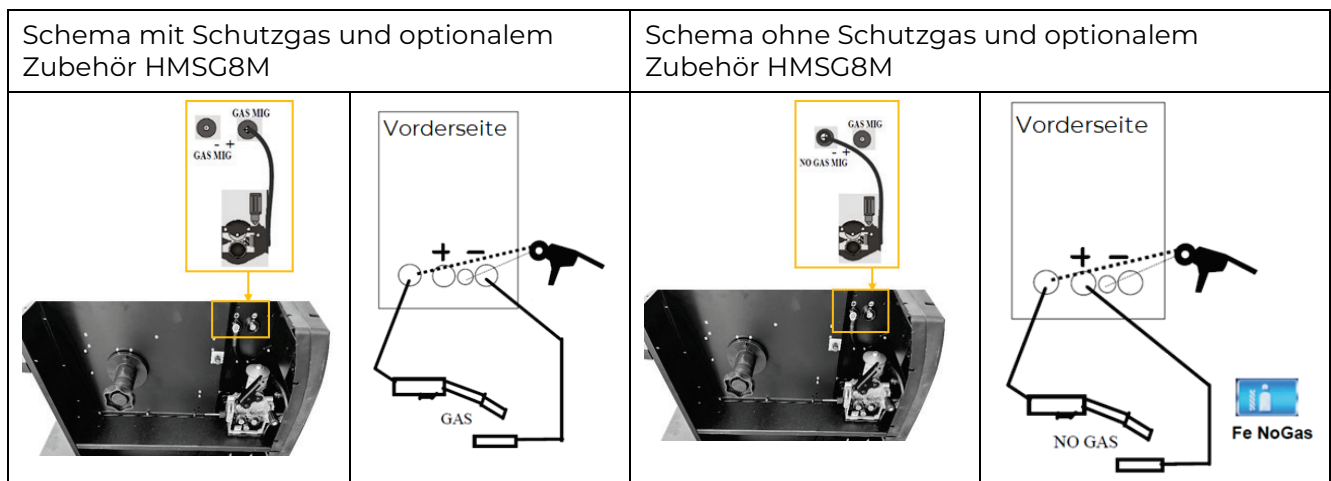 Schema mit Schutzgas und optionalem
Zubehör HMSG8M
Schema ohne Schutzgas und optionalem
Zubehör HMSG8M
GAS MIG
- +
GAS MIG
Vorderseite
+ −
GAS
GAS MIG
- +
NO GAS MIG
Vorderseite
+ −
NO GAS
Fe NoGas